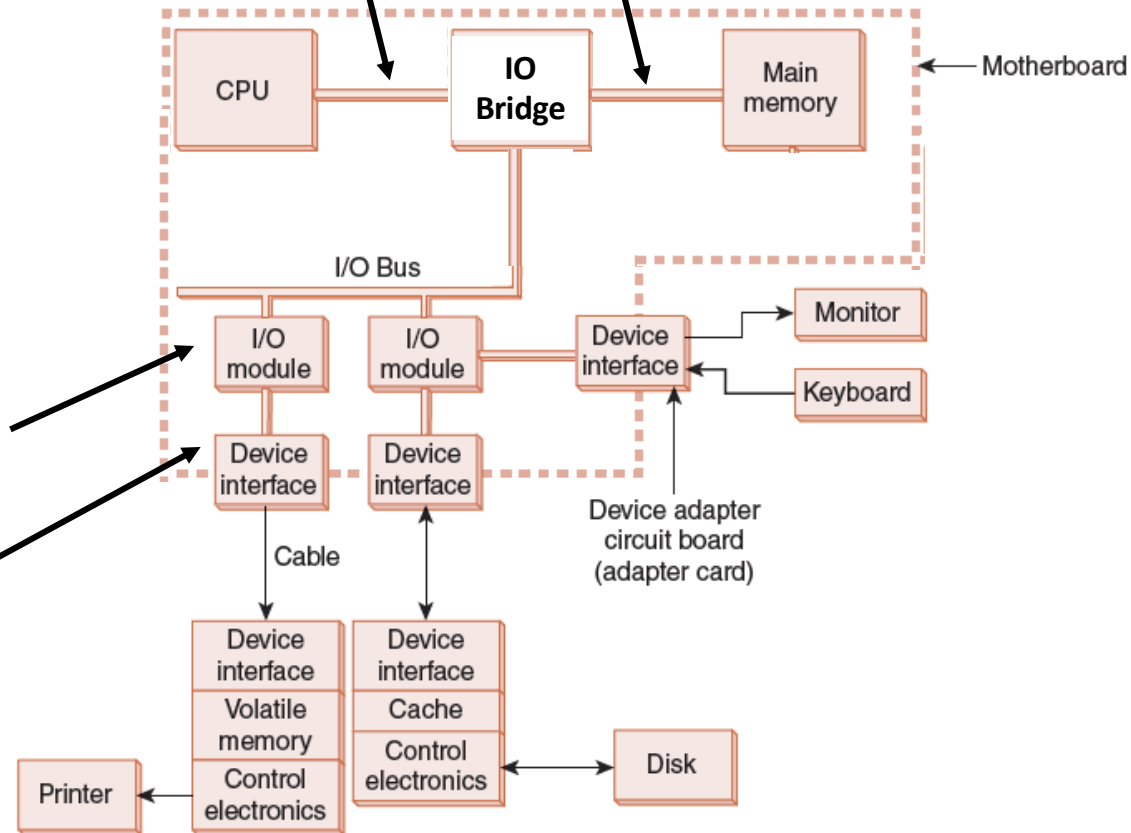 CPU
IO
Bridge
Main
memory
Motherboard
I/O Bus
I/O
module
I/O
module
Device
interface
Monitor
Keyboard
Device
interface
Device
interface
Device adapter
circuit board
(adapter card)
Cable
Device
interface
Volatile
memory
Control
electronics
Device
interface
Cache
Control
electronics
Disk
Printer